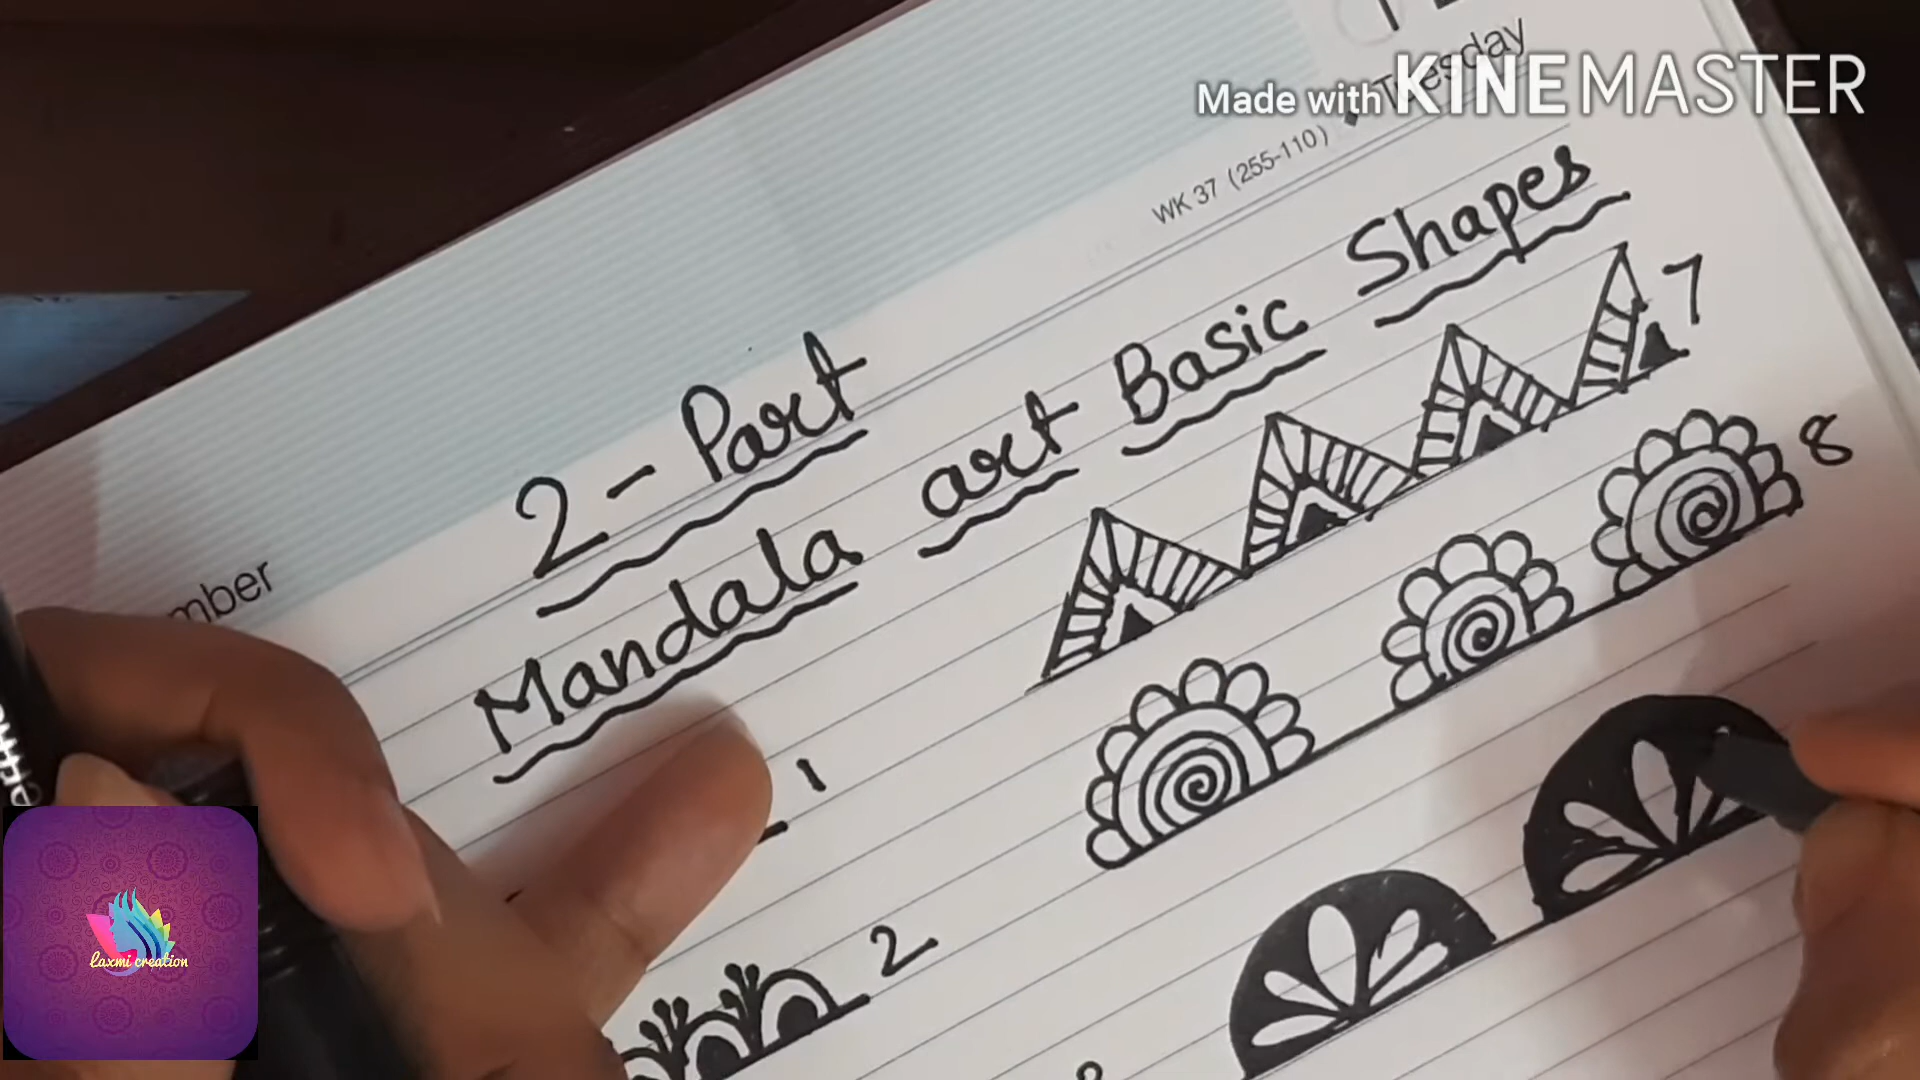 Tuesday
Made with KINEMASTER
WK 37 (255-110)
2 - Part
Mandala art Basic Shapes
7
8
mber
1
2
Laxmi creation